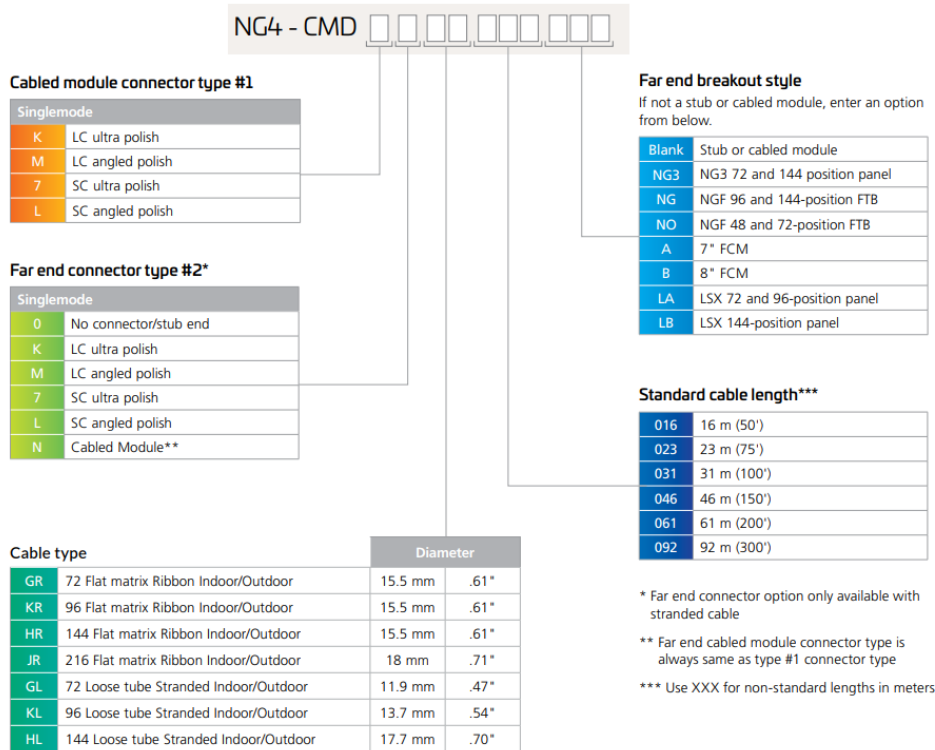 NG4 - CMD
Cabled module connector type #1
Singlemode
K LC ultra polish
M LC angled polish
7 SC ultra polish
L SC angled polish
Far end connector type #2*
Singlemode
0 No connector/stub end
K LC ultra polish
M LC angled polish
7 SC ultra polish
L SC angled polish
N Cabled Module**
Cable type Diameter
GR 72 Flat matrix Ribbon Indoor/Outdoor 15.5 mm .61"
KR 96 Flat matrix Ribbon Indoor/Outdoor 15.5 mm .61"
HR 144 Flat matrix Ribbon Indoor/Outdoor 15.5 mm .61"
JR 216 Flat matrix Ribbon Indoor/Outdoor 18 mm .71"
GL 72 Loose tube Stranded Indoor/Outdoor 11.9 mm .47"
KL 96 Loose tube Stranded Indoor/Outdoor 13.7 mm .54"
HL 144 Loose tube Stranded Indoor/Outdoor 17.7 mm .70"
Far end breakout style
If not a stub or cabled module, enter an option
from below.
Blank Stub or cabled module
NG3 NG3 72 and 144 position panel
NG NGF 96 and 144-position FTB
NO NGF 48 and 72-position FTB
A 7" FCM
B 8" FCM
LA LSX 72 and 96-position panel
LB LSX 144-position panel
Standard cable length***
016 16 m (50')
023 23 m (75')
031 31 m (100')
046 46 m (150')
061 61 m (200')
092 92 m (300')
* Far end connector option only available with
stranded cable
** Far end cabled module connector type is
always same as type #1 connector type
*** Use XXX for non-standard lengths in meters